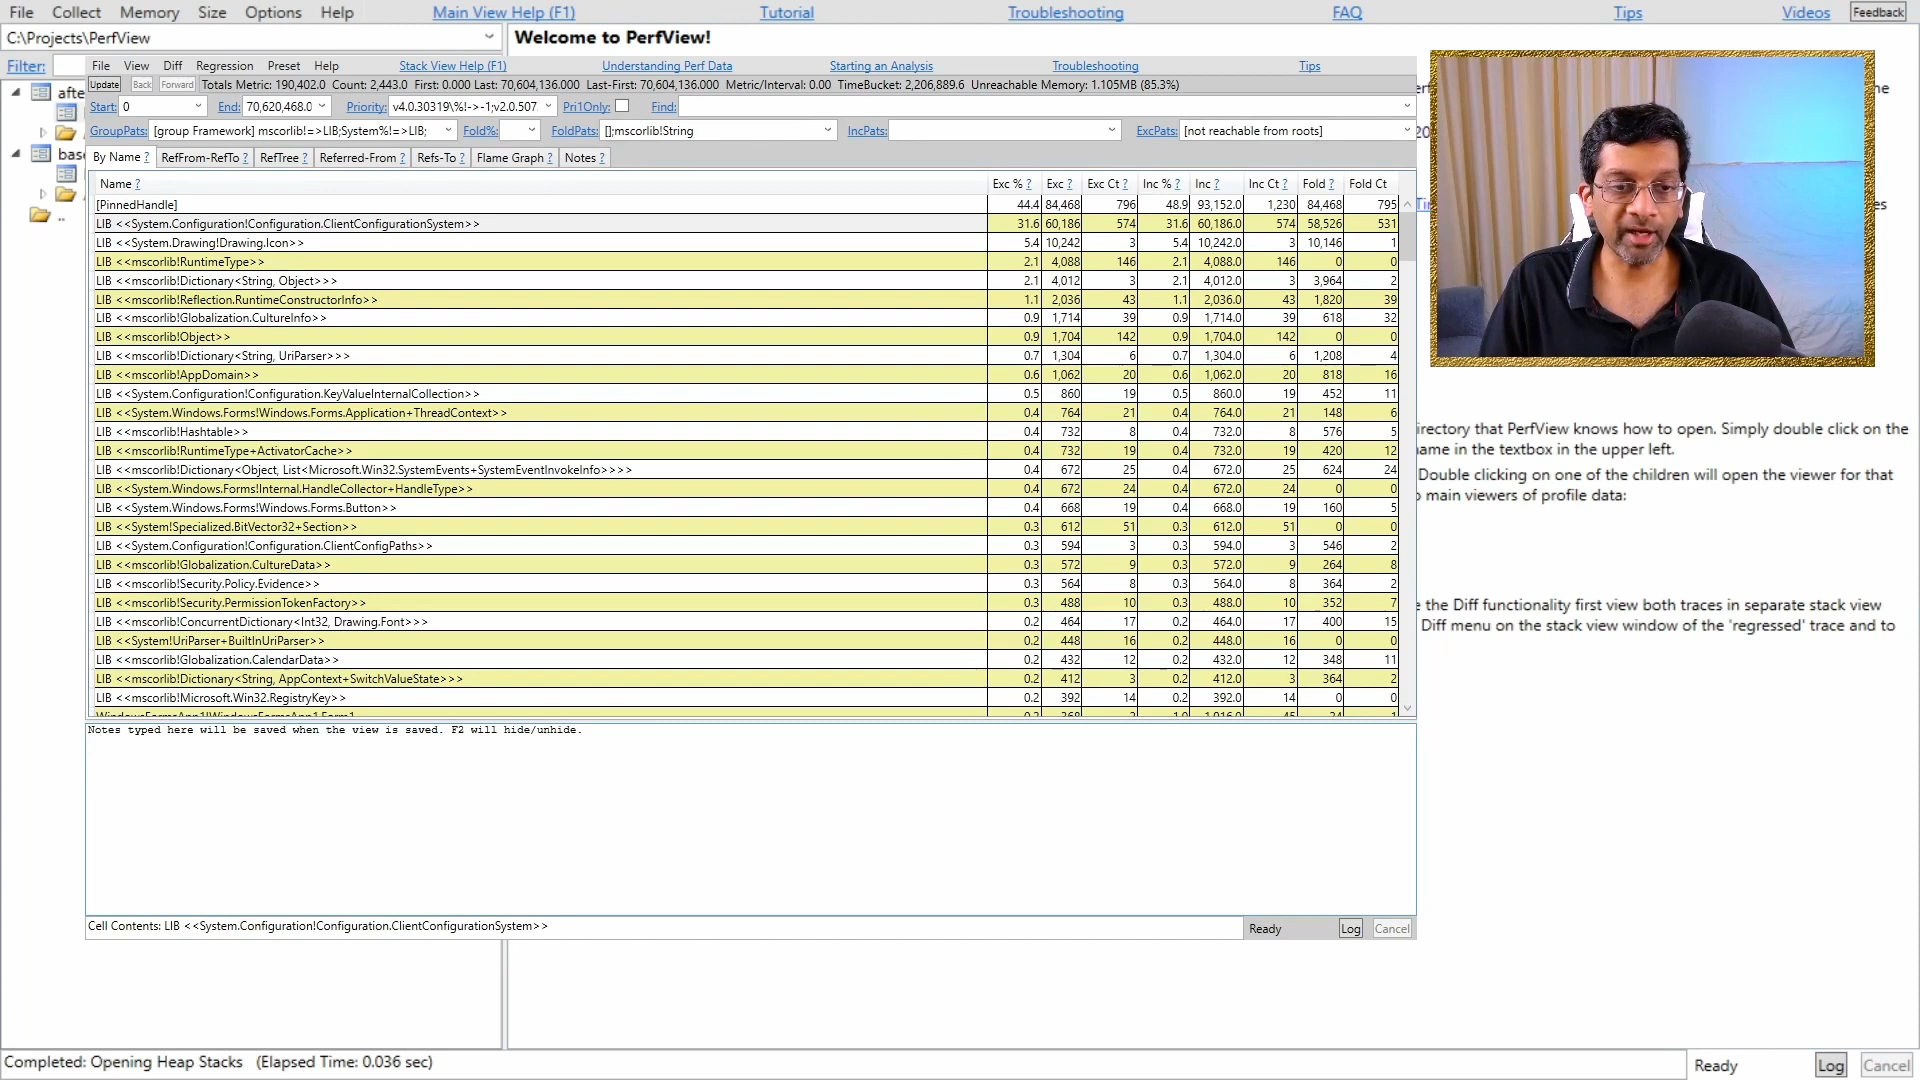 File Collect Memory Size Options Help Main View Help (F1) Tutorial Troubleshooting FAQ Tips Videos Feedback
C:\Projects\PerfView Welcome to PerfView!
Filter:
File View Diff Regression Preset Help Stack View Help (F1) Understanding Perf Data Starting an Analysis Troubleshooting Tips
Update Back Forward Totals Metric: 190,402.0 Count: 2,443.0 First: 0.000 Last: 70,604,136.000 Last-First: 70,604,136.000 Metric/Interval: 0.00 TimeBucket: 2,206,889.6 Unreachable Memory: 1.105MB (85.3%)
Start: 0 End: 70,620,468.0 Priority: v4.0.30319\%!->-1;v2.0.507 Pri1Only: Find:
GroupPats: [group Framework] mscorlib!=>LIB;System%!=>LIB; Fold%: FoldPats: [];mscorlib!String IncPats: ExcPats: [not reachable from roots]
By Name ? RefFrom-RefTo ? RefTree ? Referred-From ? Refs-To ? Flame Graph ? Notes ?
Name ? Exc % ? Exc ? Exc Ct ? Inc % ? Inc ? Inc Ct ? Fold ? Fold Ct
[PinnedHandle] 44.4 84,468 796 48.9 93,152.0 1,230 84,468 795
LIB <<System.Configuration!Configuration.ClientConfigurationSystem>> 31.6 60,186 574 31.6 60,186.0 574 58,526 531
LIB <<System.Drawing!Drawing.Icon>> 5.4 10,242 3 5.4 10,242.0 3 10,146 1
LIB <<mscorlib!RuntimeType>> 2.1 4,088 146 2.1 4,088.0 146 0 0
LIB <<mscorlib!Dictionary<String, Object>>> 2.1 4,012 3 2.1 4,012.0 3 3,964 2
LIB <<mscorlib!Reflection.RuntimeConstructorInfo>> 1.1 2,036 43 1.1 2,036.0 43 1,820 39
LIB <<mscorlib!Globalization.CultureInfo>> 0.9 1,714 39 0.9 1,714.0 39 618 32
LIB <<mscorlib!Object>> 0.9 1,704 142 0.9 1,704.0 142 0 0
LIB <<mscorlib!Dictionary<String, UriParser>>> 0.7 1,304 6 0.7 1,304.0 6 1,208 4
LIB <<mscorlib!AppDomain>> 0.6 1,062 20 0.6 1,062.0 20 818 16
LIB <<System.Configuration!Configuration.KeyValueInternalCollection>> 0.5 860 19 0.5 860.0 19 452 11
LIB <<System.Windows.Forms!Windows.Forms.Application+ThreadContext>> 0.4 764 21 0.4 764.0 21 148 6
LIB <<mscorlib!Hashtable>> 0.4 732 8 0.4 732.0 8 576 5
LIB <<mscorlib!RuntimeType+ActivatorCache>> 0.4 732 19 0.4 732.0 19 420 12
LIB <<mscorlib!Dictionary<Object, List<Microsoft.Win32.SystemEvents+SystemEventInvokeInfo>>>> 0.4 672 25 0.4 672.0 25 624 24
LIB <<System.Windows.Forms!Internal.HandleCollector+HandleType>> 0.4 672 24 0.4 672.0 24 0 0
LIB <<System.Windows.Forms!Windows.Forms.Button>> 0.4 668 19 0.4 668.0 19 160 5
LIB <<System!Specialized.BitVector32+Section>> 0.3 612 51 0.3 612.0 51 0 0
LIB <<System.Configuration!Configuration.ClientConfigPaths>> 0.3 594 3 0.3 594.0 3 546 2
LIB <<mscorlib!Globalization.CultureData>> 0.3 572 9 0.3 572.0 9 264 8
LIB <<mscorlib!Security.Policy.Evidence>> 0.3 564 8 0.3 564.0 8 364 2
LIB <<mscorlib!Security.PermissionTokenFactory>> 0.3 488 10 0.3 488.0 10 352 7
LIB <<mscorlib!ConcurrentDictionary<Int32, Drawing.Font>>> 0.2 464 17 0.2 464.0 17 400 15
LIB <<System!UriParser+BuiltInUriParser>> 0.2 448 16 0.2 448.0 16 0 0
LIB <<mscorlib!Globalization.CalendarData>> 0.2 432 12 0.2 432.0 12 348 11
LIB <<mscorlib!Dictionary<String, AppContext+SwitchValueState>>> 0.2 412 3 0.2 412.0 3 364 2
LIB <<mscorlib!Microsoft.Win32.RegistryKey>> 0.2 392 14 0.2 392.0 14 0 0
irectory that PerfView knows how to open. Simply double click on the
ame in the textbox in the upper left.
Double clicking on one of the children will open the viewer for that
main viewers of profile data:
e the Diff functionality first view both traces in separate stack view
Diff menu on the stack view window of the 'regressed' trace and to
Notes typed here will be saved when the view is saved. F2 will hide/unhide.
Cell Contents: LIB <<System.Configuration!Configuration.ClientConfigurationSystem>> Ready Log Cancel
Completed: Opening Heap Stacks (Elapsed Time: 0.036 sec) Ready Log Cancel